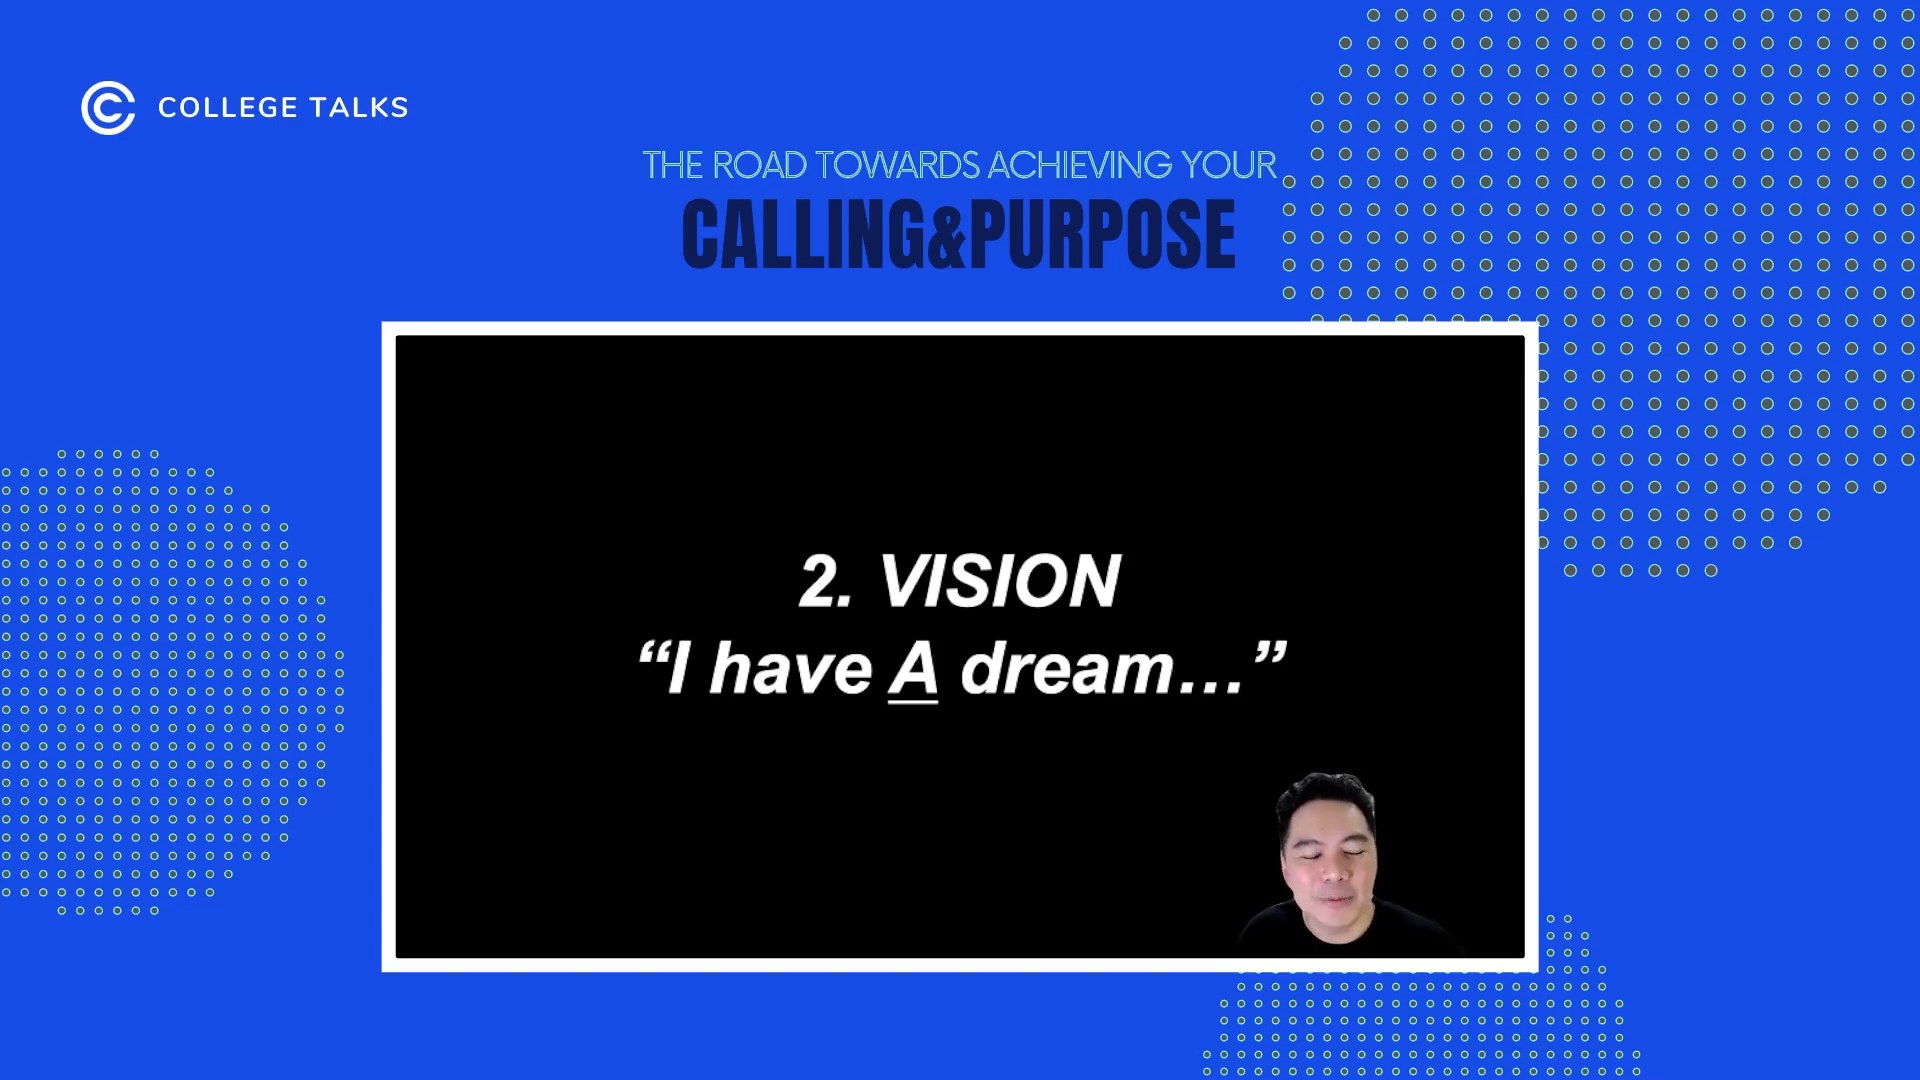 COLLEGE TALKS
THE ROAD TOWARDS ACHIEVING YOUR
CALLING&PURPOSE
2. VISION
“I have A dream…”